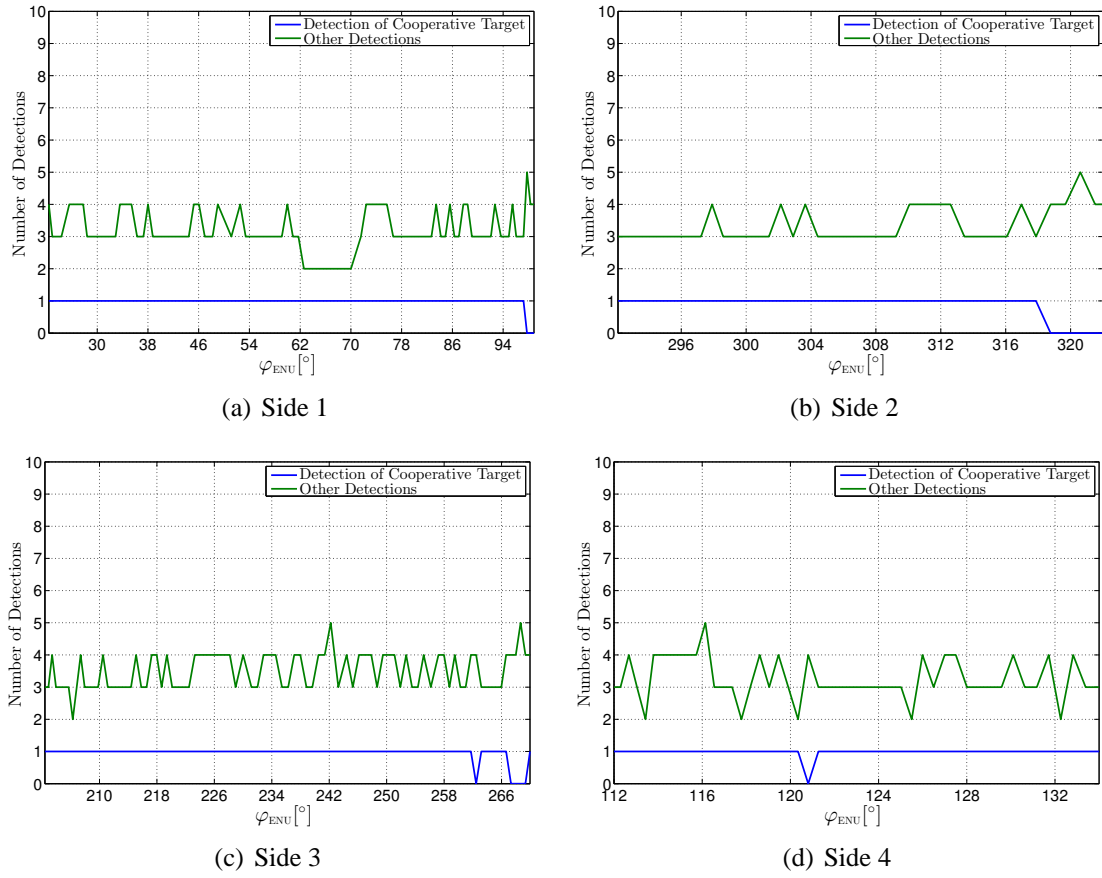 Detection of Cooperative Target
Other Detections
10
9
8
7
6
5
4
3
2
1
0
Number of Detections
30 38 46 54 62 70 78 86 94
φENU[°]
(a) Side 1
Detection of Cooperative Target
Other Detections
10
9
8
7
6
5
4
3
2
1
0
Number of Detections
296 300 304 308 312 316 320
φENU[°]
(b) Side 2
Detection of Cooperative Target
Other Detections
10
9
8
7
6
5
4
3
2
1
0
Number of Detections
210 218 226 234 242 250 258 266
φENU[°]
(c) Side 3
Detection of Cooperative Target
Other Detections
10
9
8
7
6
5
4
3
2
1
0
Number of Detections
112 116 120 124 128 132
φENU[°]
(d) Side 4